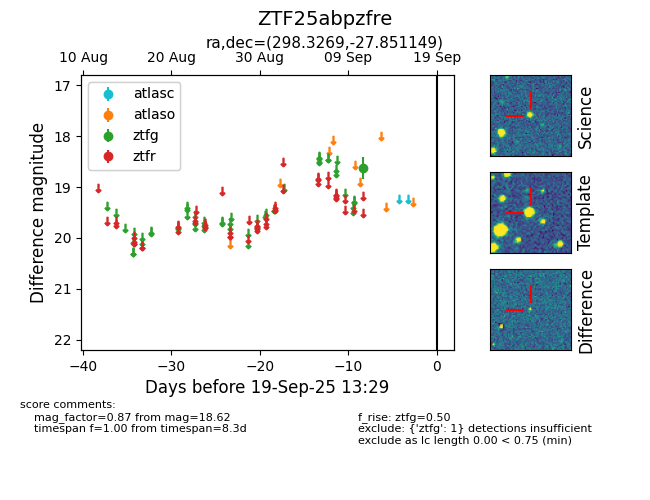 ZTF25abpzfre
ra,dec=(298.3269,-27.851149)
10 Aug 20 Aug 30 Aug 09 Sep 19 Sep
atlasc
atlaso
ztfg
ztfr
17
18
19
20
21
22
Difference magnitude
−40 −30 −20 −10 0
Days before 19-Sep-25 13:29
Science
Template
Difference
score comments:
mag_factor=0.87 from mag=18.62
timespan f=1.00 from timespan=8.3d
f_rise: ztfg=0.50
exclude: {'ztfg': 1} detections insufficient
exclude as lc length 0.00 < 0.75 (min)